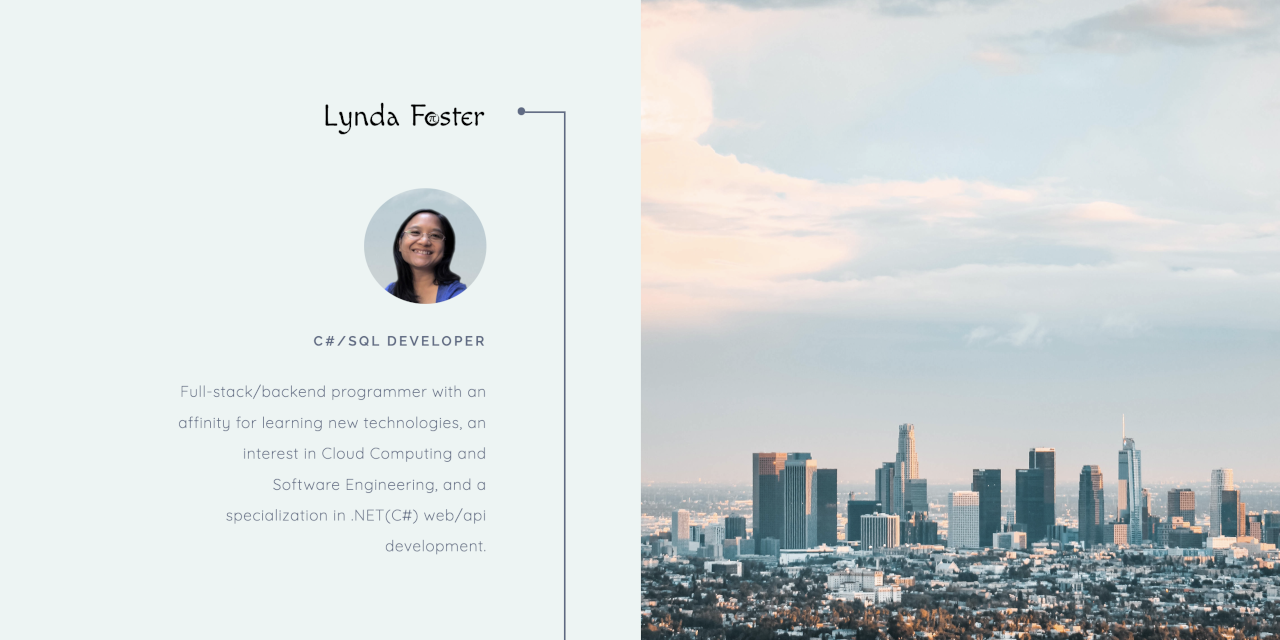 Lynda Foster
C#/SQL DEVELOPER
Full-stack/backend programmer with an
affinity for learning new technologies, an
interest in Cloud Computing and
Software Engineering, and a
specialization in .NET(C#) web/api
development.